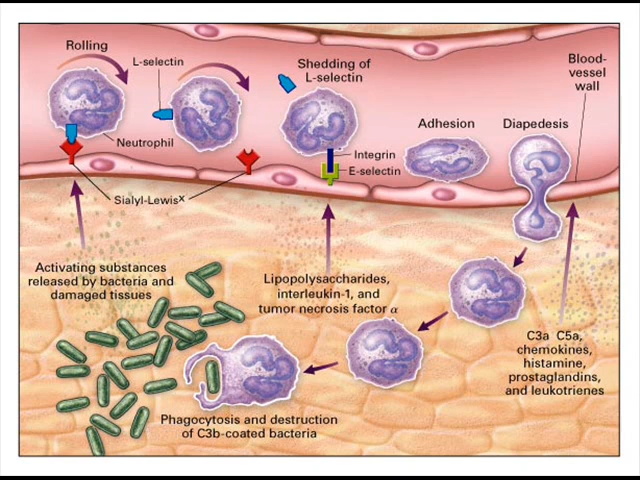 Rolling
L-selectin
Neutrophil
Sialyl-Lewisˣ
Shedding of
L-selectin
Integrin
E-selectin
Adhesion
Diapedesis
Blood-
vessel
wall
Activating substances
released by bacteria and
damaged tissues
Lipopolysaccharides,
interleukin-1, and
tumor necrosis factor α
C3a C5a,
chemokines,
histamine,
prostaglandins,
and leukotrienes
Phagocytosis and destruction
of C3b-coated bacteria